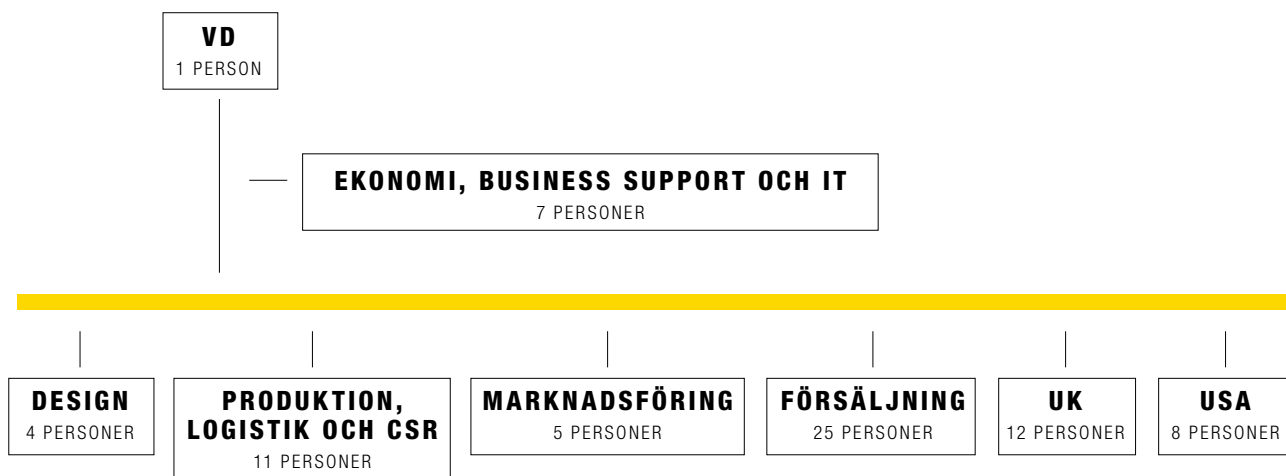 VD
1 PERSON
EKONOMI, BUSINESS SUPPORT OCH IT
7 PERSONER
DESIGN
4 PERSONER
PRODUKTION,
LOGISTIK OCH CSR
11 PERSONER
MARKNADSFÖRING
5 PERSONER
FÖRSÄLJNING
25 PERSONER
UK
12 PERSONER
USA
8 PERSONER